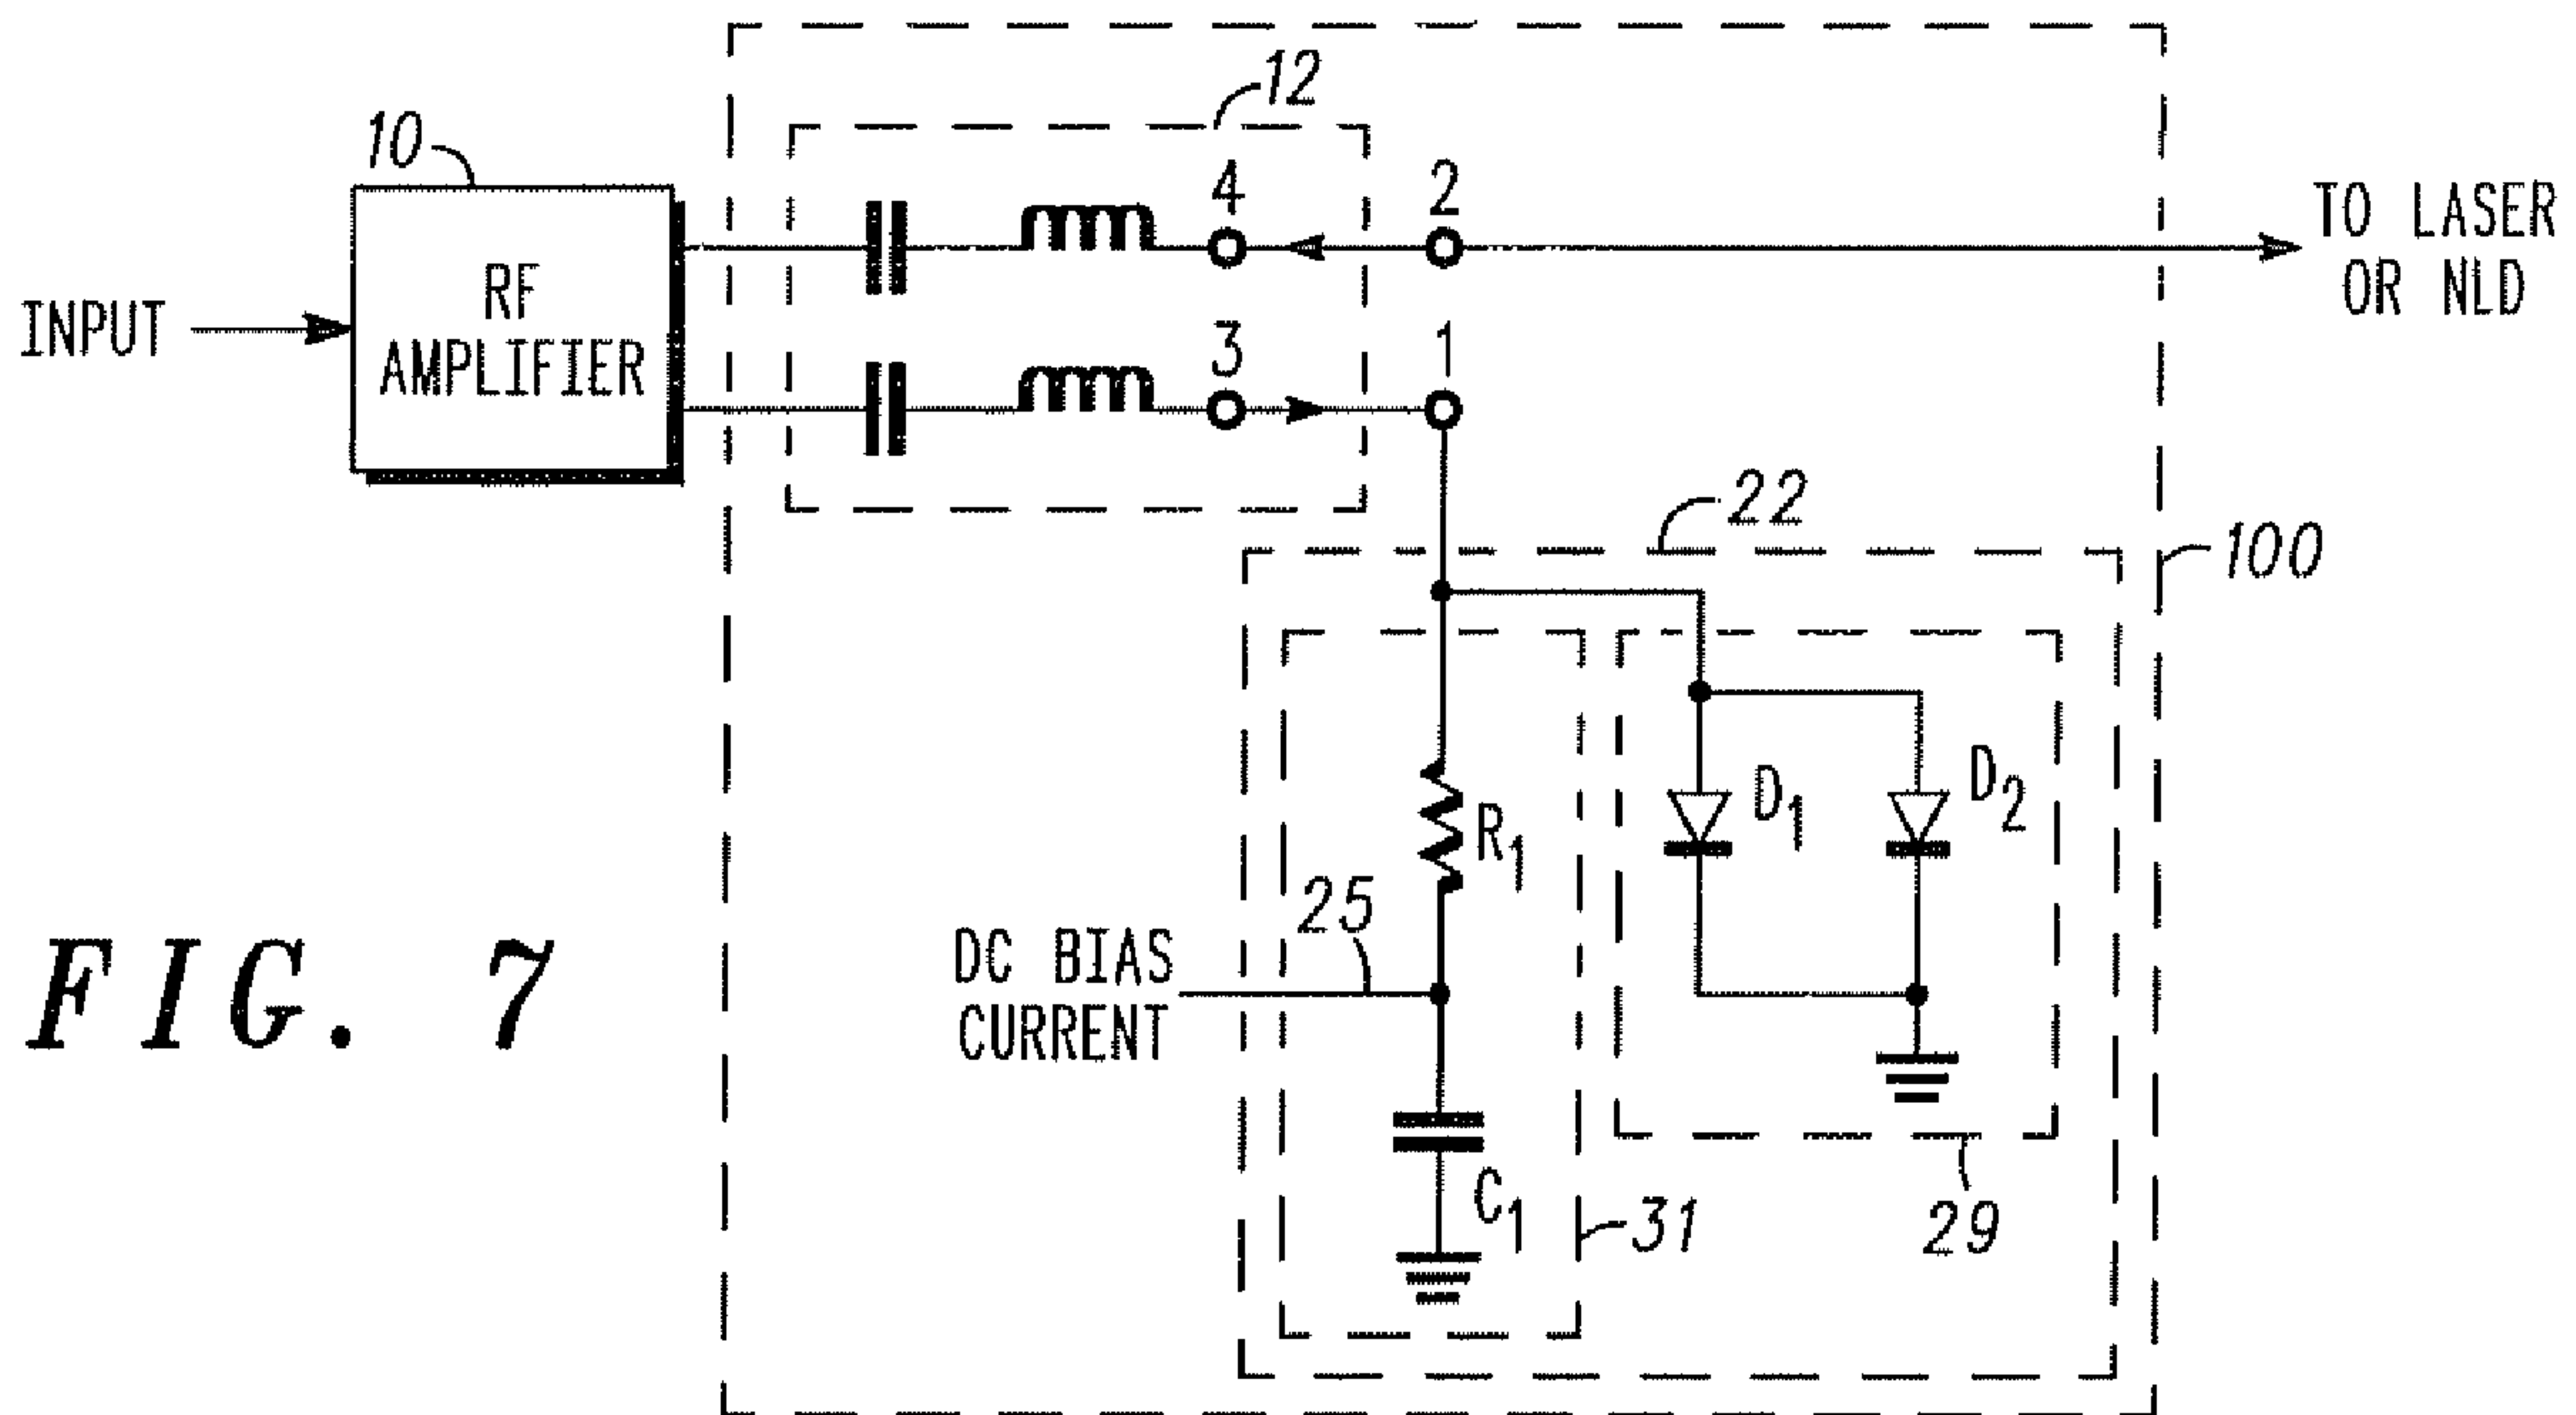 12
10
4
2
TO LASER
OR NLD
INPUT
RF
AMPLIFIER
3
1
22
100
D1
D2
R1
25
DC BIAS
CURRENT
C1
31
29
FIG. 7